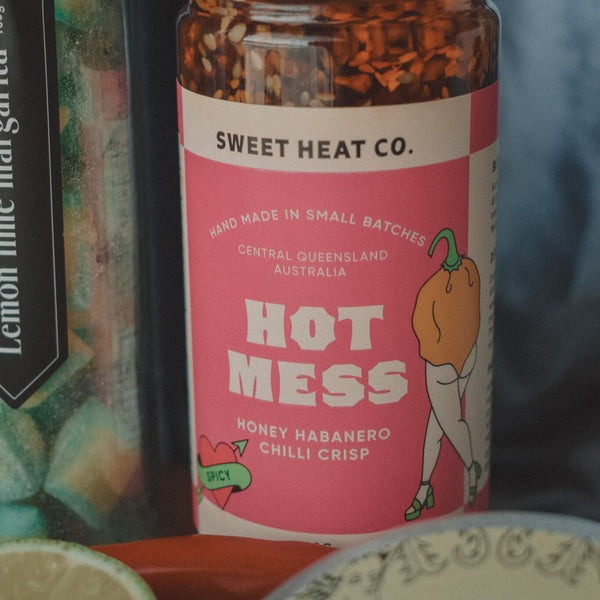 Lemon lime margarita
SWEET HEAT CO.
HAND MADE IN SMALL BATCHES
CENTRAL QUEENSLAND
AUSTRALIA
HOT
MESS
HONEY HABANERO
CHILLI CRISP
SPICY